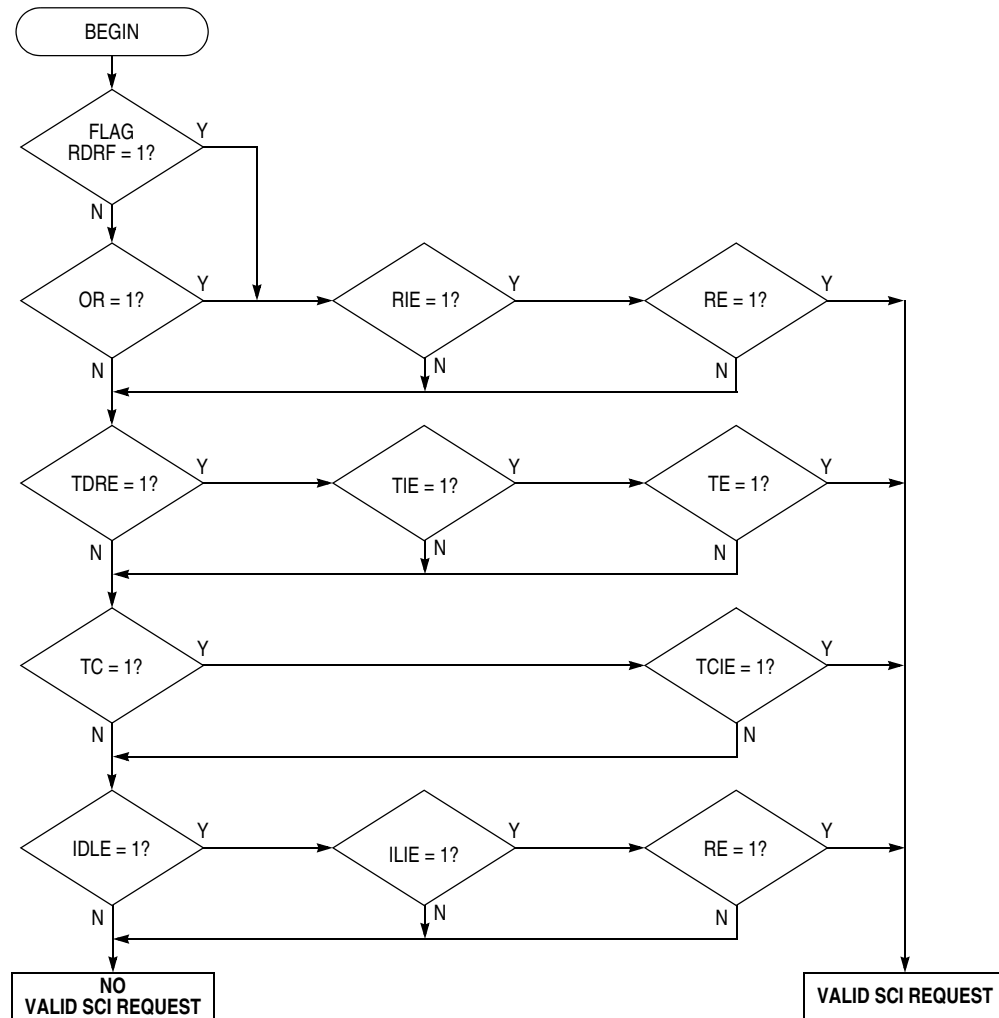 BEGIN
FLAG
RDRF = 1?
Y
N
OR = 1?
Y
RIE = 1?
Y
RE = 1?
Y
N
N
N
TDRE = 1?
Y
TIE = 1?
Y
TE = 1?
Y
N
N
N
TC = 1?
Y
TCIE = 1?
Y
N
N
IDLE = 1?
Y
ILIE = 1?
Y
RE = 1?
Y
N
N
N
NO
VALID SCI REQUEST
VALID SCI REQUEST